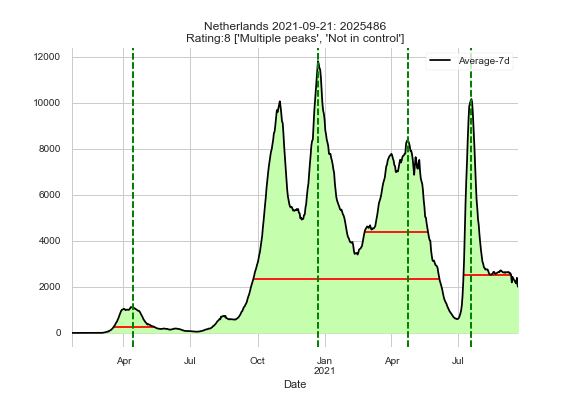 Netherlands 2021-09-21: 2025486
Rating:8 ['Multiple peaks', 'Not in control']
Average-7d
12000
10000
8000
6000
4000
2000
0
Apr
Jul
Oct
Jan
2021
Apr
Jul
Date